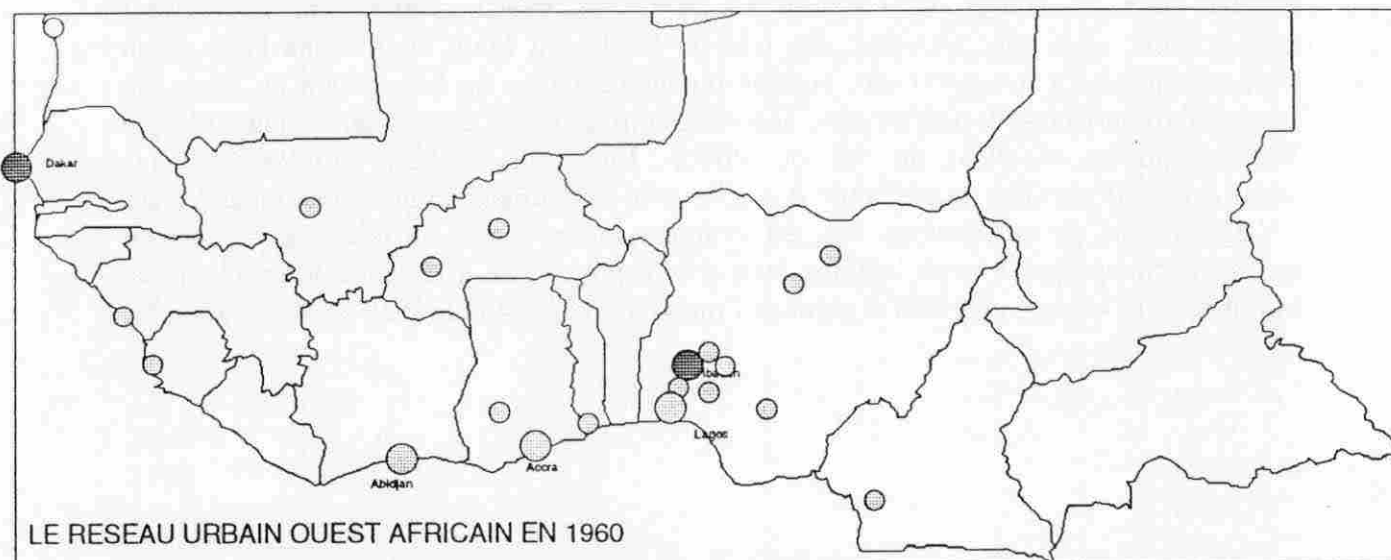 Dakar
Lagos
Accra
Abidjan
LE RESEAU URBAIN OUEST AFRICAIN EN 1960